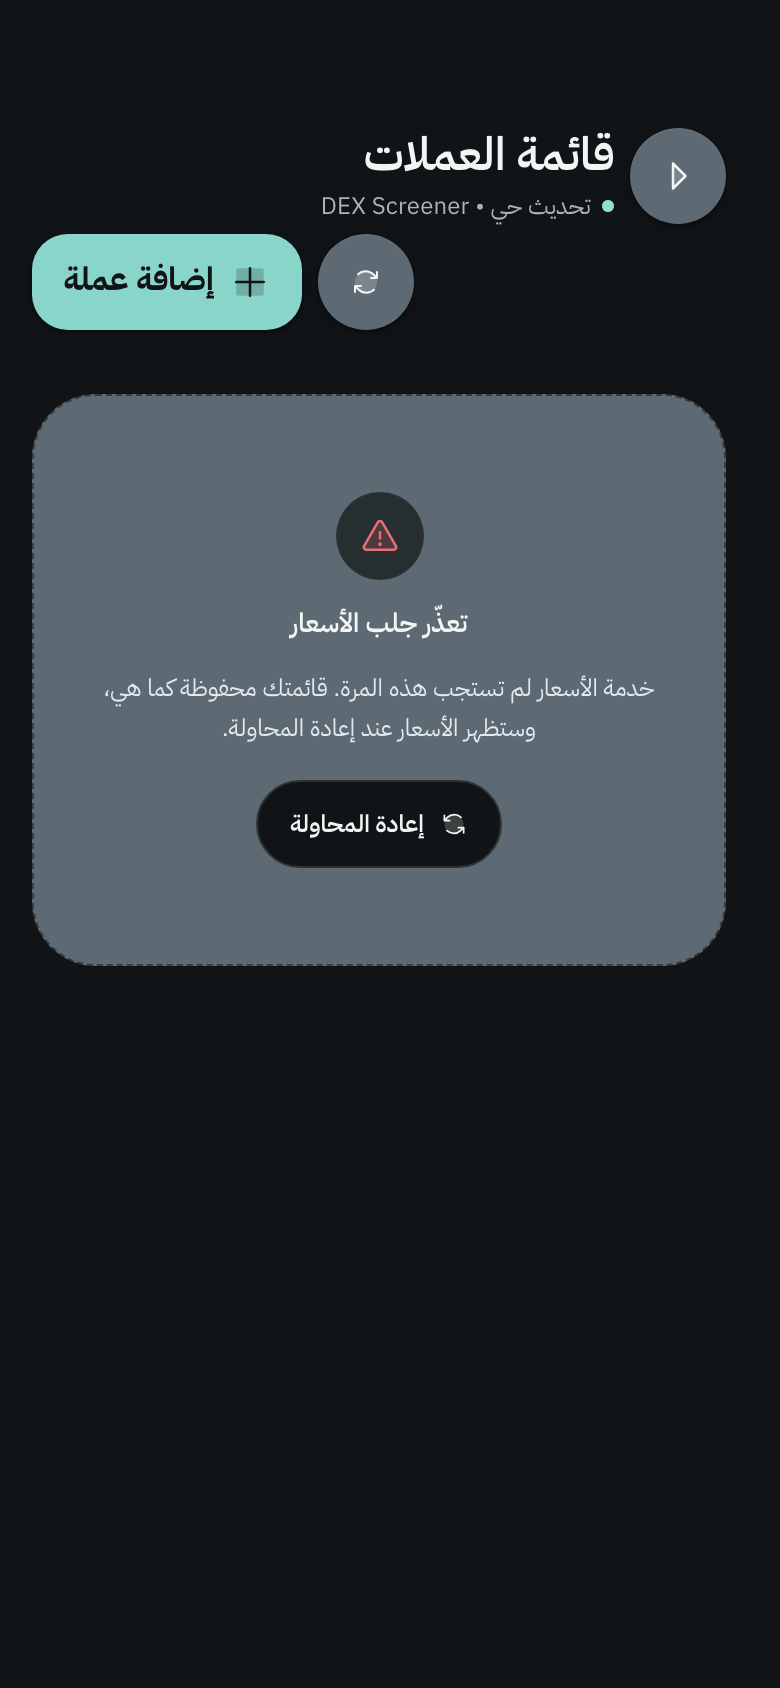 قائمة العملات
تحديث حي • DEX Screener
إضافة عملة
تعذّر جلب الأسعار
خدمة الأسعار لم تستجب هذه المرة. قائمتك محفوظة كما هي،
وستظهر الأسعار عند إعادة المحاولة.
إعادة المحاولة